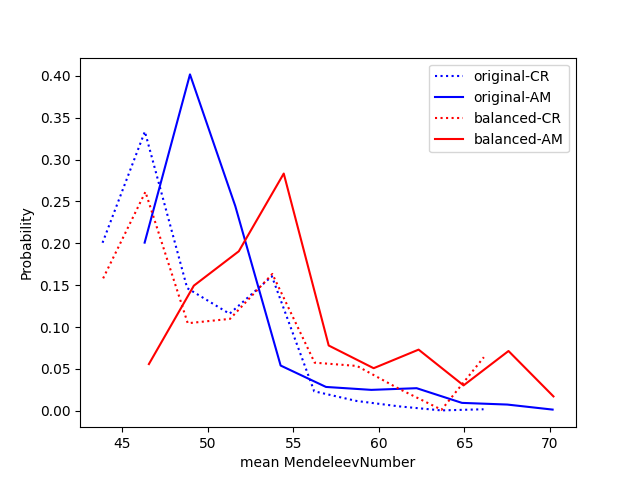 0.40
0.35
0.30
0.25
0.20
0.15
0.10
0.05
0.00
Probability
45 50 55 60 65 70
mean MendeleevNumber
original-CR
original-AM
balanced-CR
balanced-AM